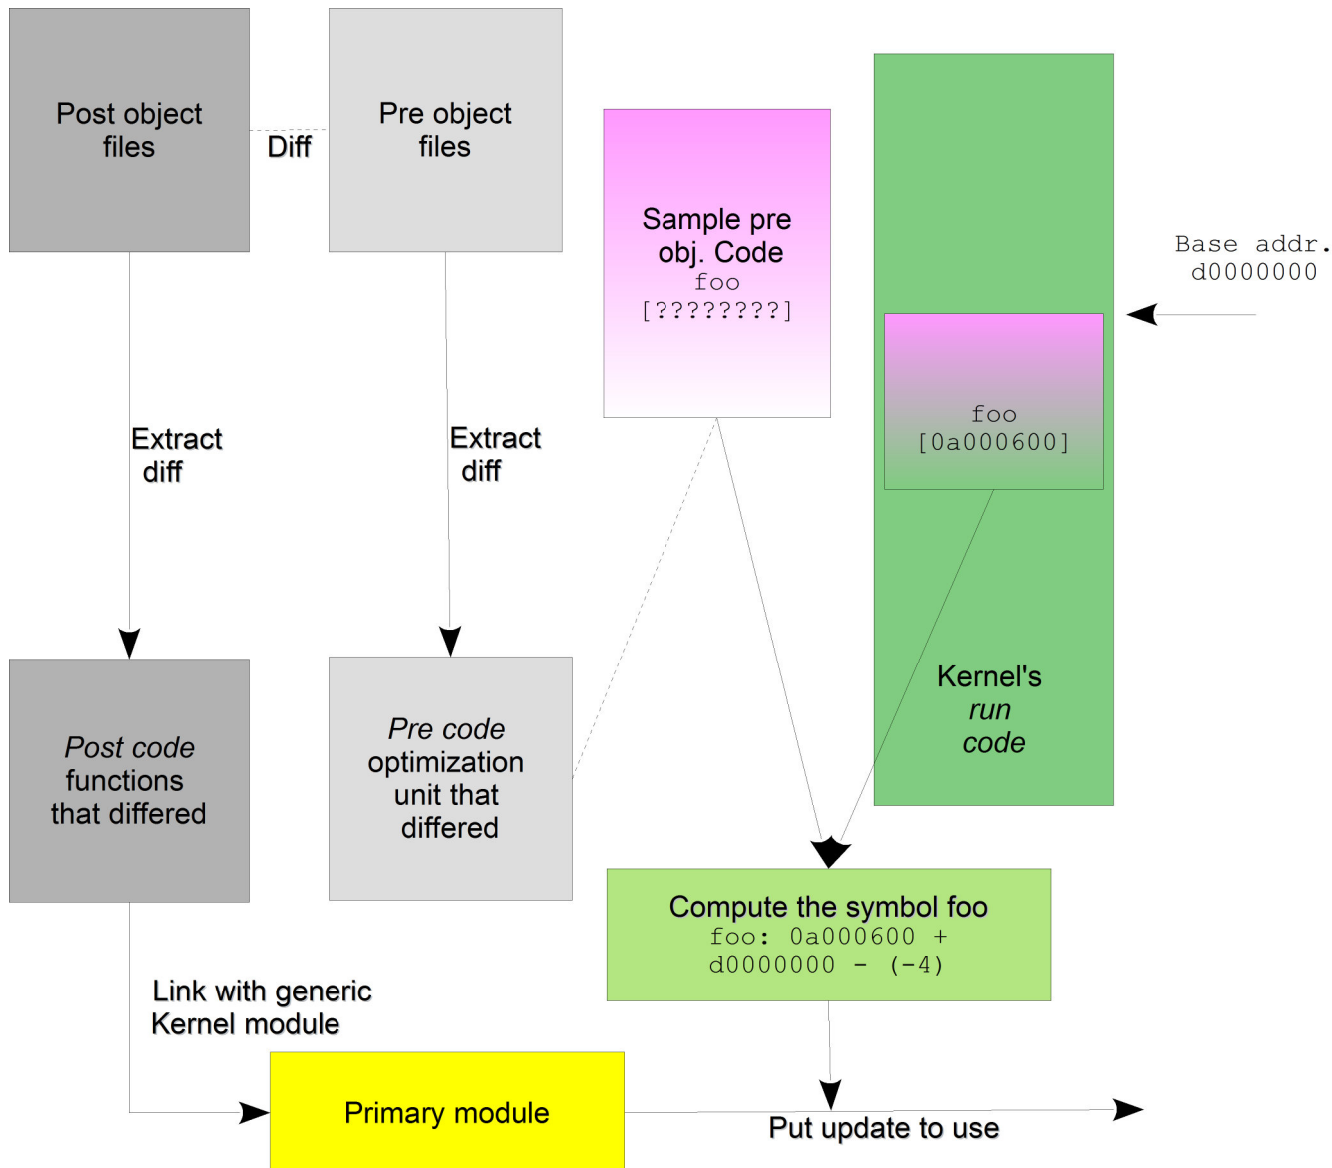 Post object
files
Diff
Pre object
files
Sample pre
obj. Code
foo
[????????]
Base addr.
d0000000
foo
[0a000600]
Extract
diff
Extract
diff
Kernel's
run
code
Post code
functions
that differed
Pre code
optimization
unit that
differed
Compute the symbol foo
foo: 0a000600 +
d0000000 - (-4)
Link with generic
Kernel module
Primary module
Put update to use